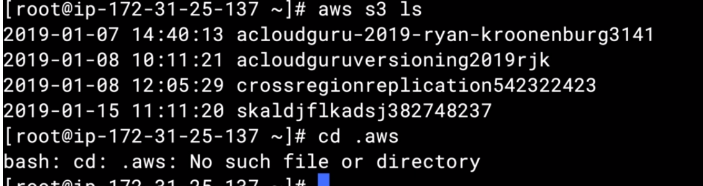 [root@ip-172-31-25-137 ~]# aws s3 ls
2019-01-07 14:40:13 acloudguru-2019-ryan-kroonenburg3141
2019-01-08 10:11:21 acloudguruversioning2019rjk
2019-01-08 12:05:29 crossregionreplication542322423
2019-01-15 11:11:20 skaldjflkadsj382748237
[root@ip-172-31-25-137 ~]# cd .aws
bash: cd: .aws: No such file or directory
[root@ip-172-31-25-137 ~]#